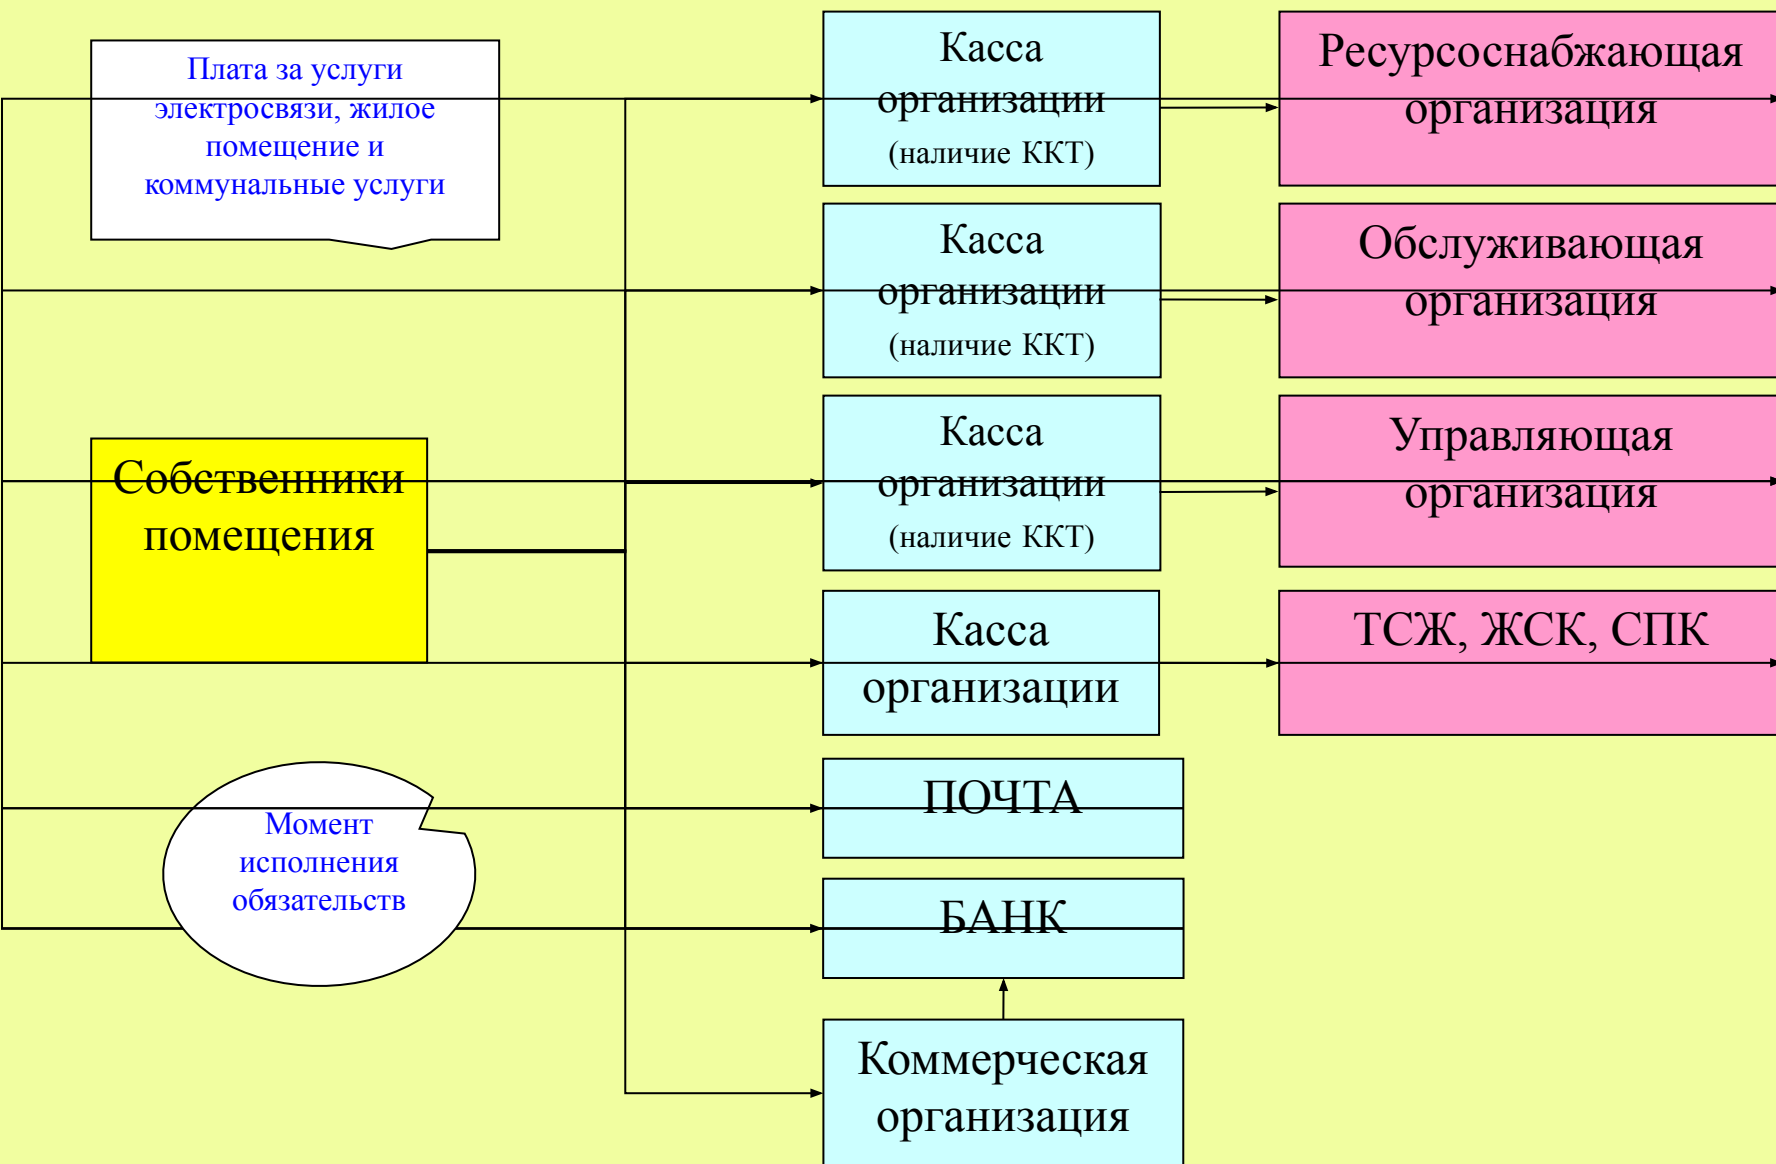 Плата за услуги
электросвязи, жилое
помещение и
коммунальные услуги
Касса
организации
(наличие ККТ)
Ресурсоснабжающая
организация
Касса
организации
(наличие ККТ)
Обслуживающая
организация
Собственники
помещения
Касса
организации
(наличие ККТ)
Управляющая
организация
Касса
организации
ТСЖ, ЖСК, СПК
Момент
исполнения
обязательств
ПОЧТА
БАНК
Коммерческая
организация